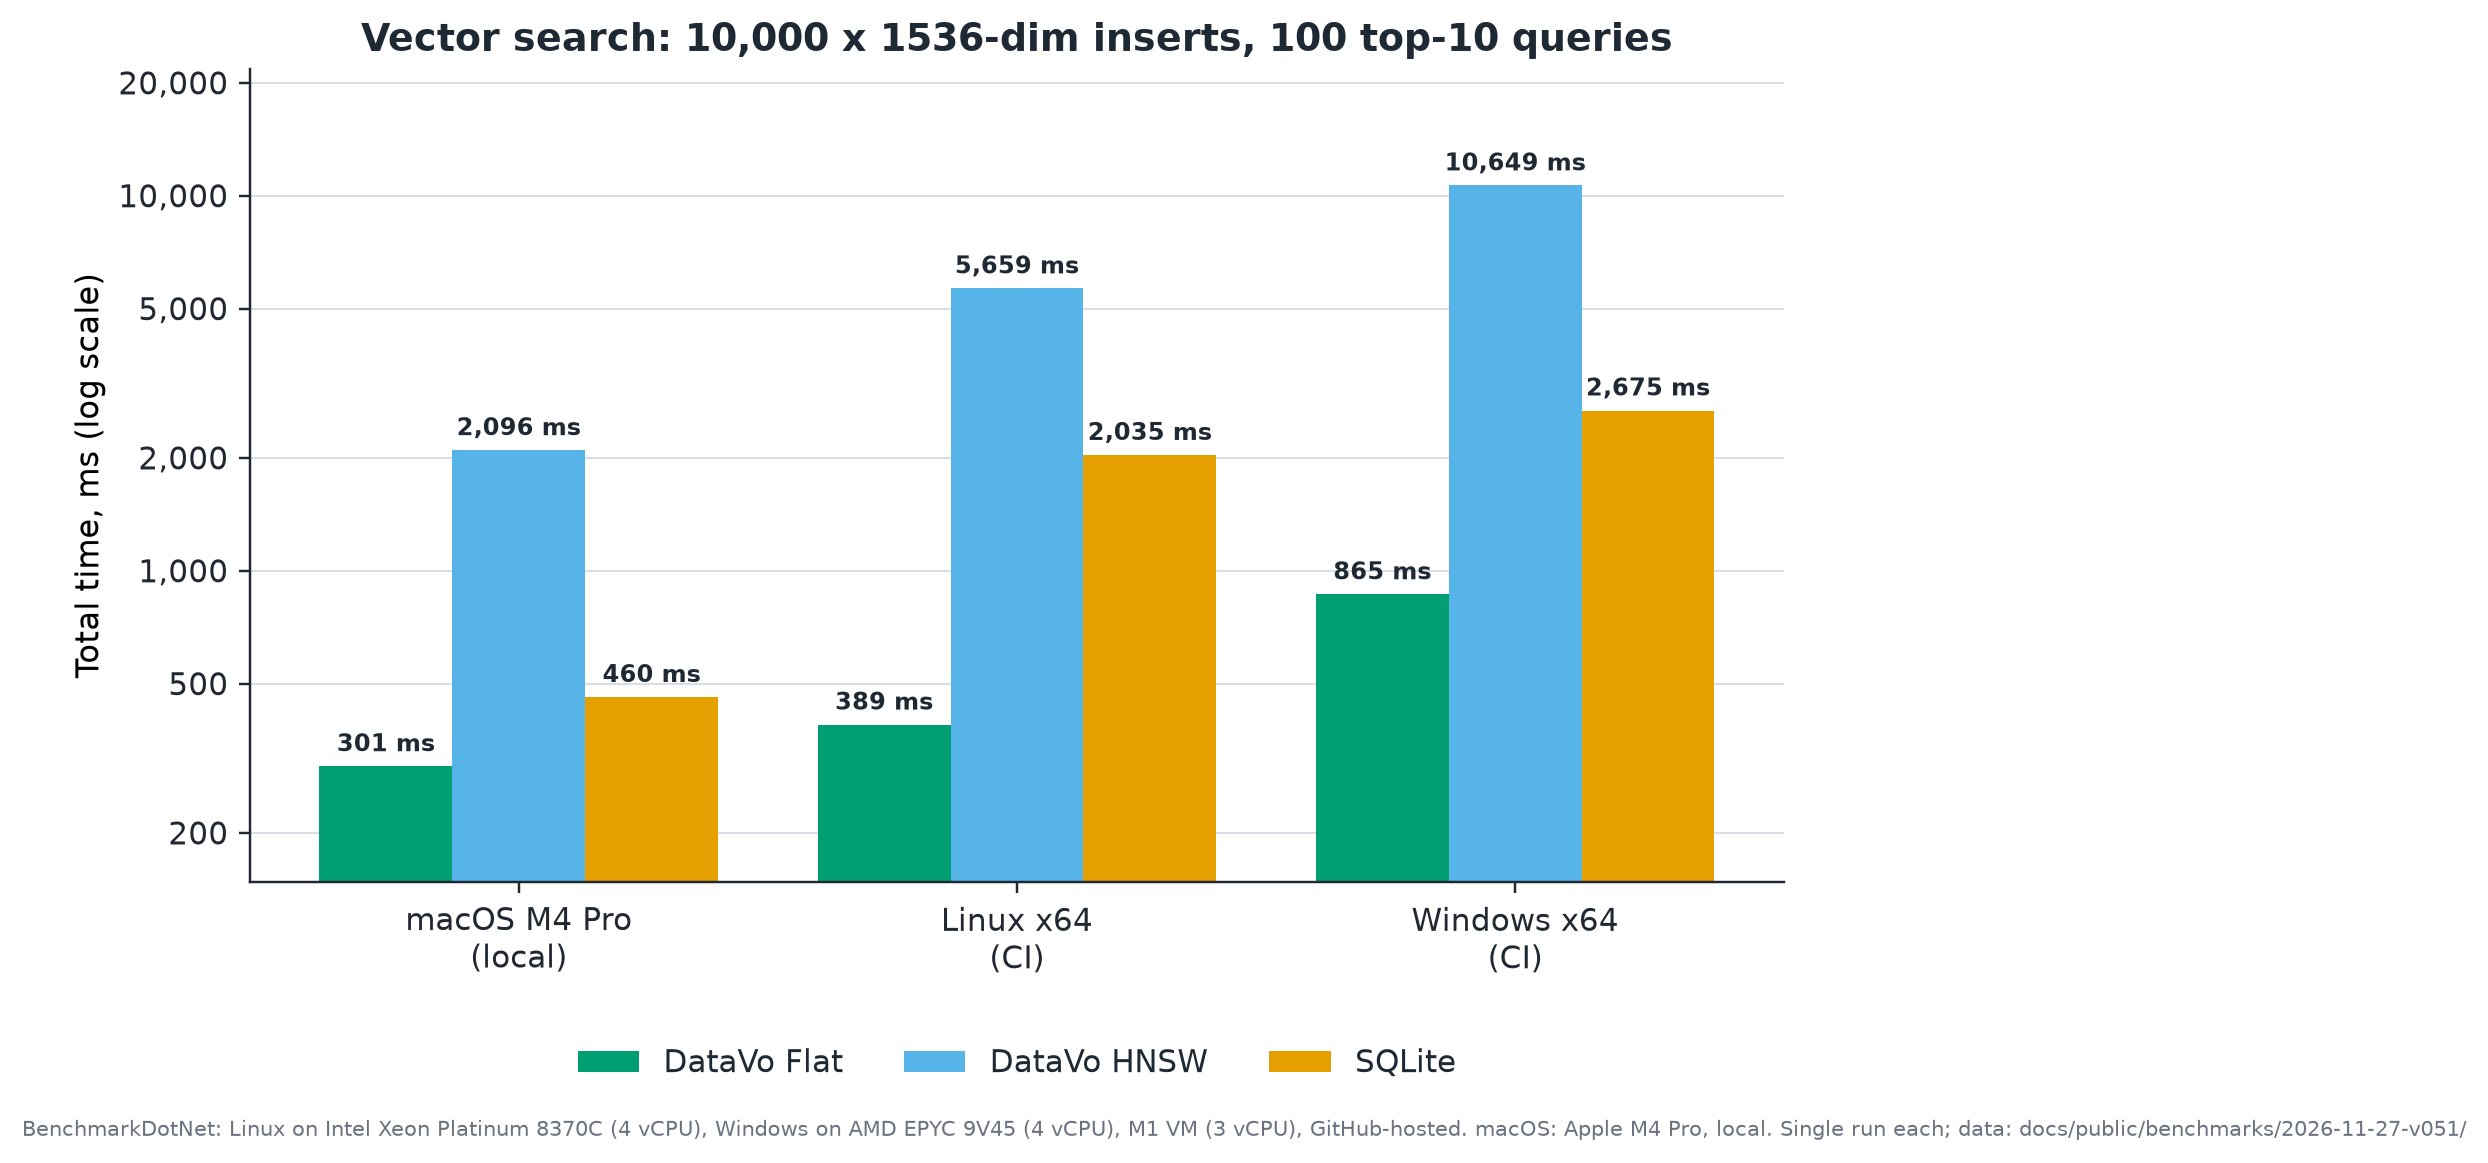 Vector search: 10,000 x 1536-dim inserts, 100 top-10 queries
Total time, ms (log scale)
20,000
10,000
5,000
2,000
1,000
500
200
301 ms
2,096 ms
460 ms
389 ms
5,659 ms
2,035 ms
865 ms
10,649 ms
2,675 ms
macOS M4 Pro
(local)
Linux x64
(CI)
Windows x64
(CI)
DataVo Flat
DataVo HNSW
SQLite
BenchmarkDotNet: Linux on Intel Xeon Platinum 8370C (4 vCPU), Windows on AMD EPYC 9V45 (4 vCPU), M1 VM (3 vCPU), GitHub-hosted. macOS: Apple M4 Pro, local. Single run each; data: docs/public/benchmarks/2026-11-27-v051/